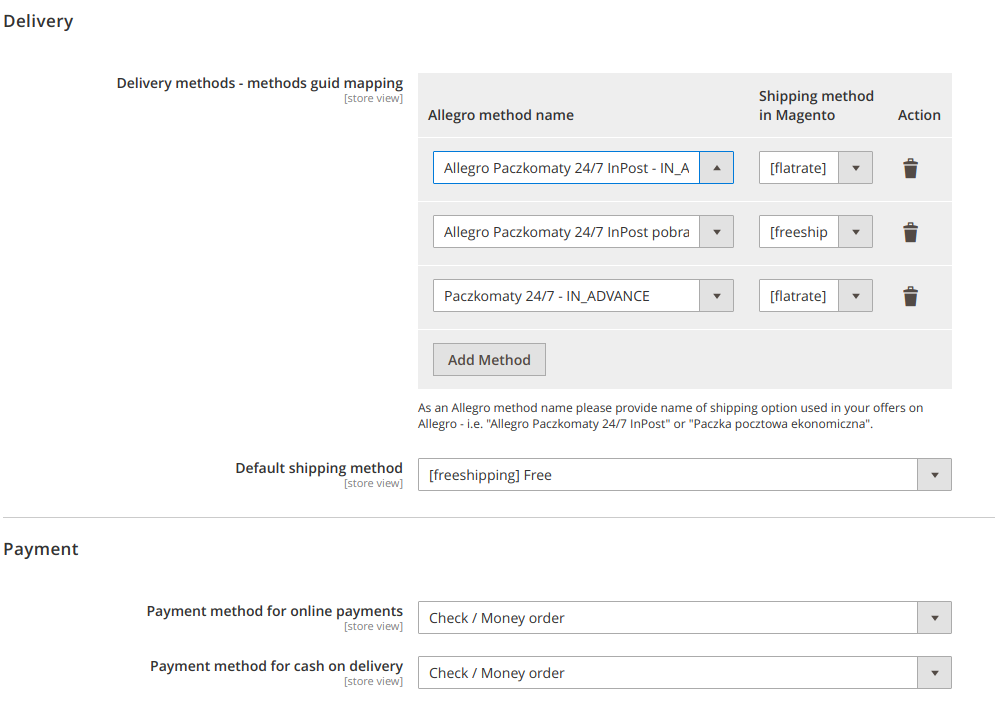 Delivery
Delivery methods - methods guid mapping
[store view]
Allegro method name
Shipping method
in Magento
Action
Allegro Paczkomaty 24/7 InPost - IN_A
[flatrate]
Allegro Paczkomaty 24/7 InPost pobra
[freeship
Paczkomaty 24/7 - IN_ADVANCE
[flatrate]
Add Method
As an Allegro method name please provide name of shipping option used in your offers on
Allegro - i.e. "Allegro Paczkomaty 24/7 InPost" or "Paczka pocztowa ekonomiczna".
Default shipping method
[store view]
[freeshipping] Free
Payment
Payment method for online payments
[store view]
Check / Money order
Payment method for cash on delivery
[store view]
Check / Money order